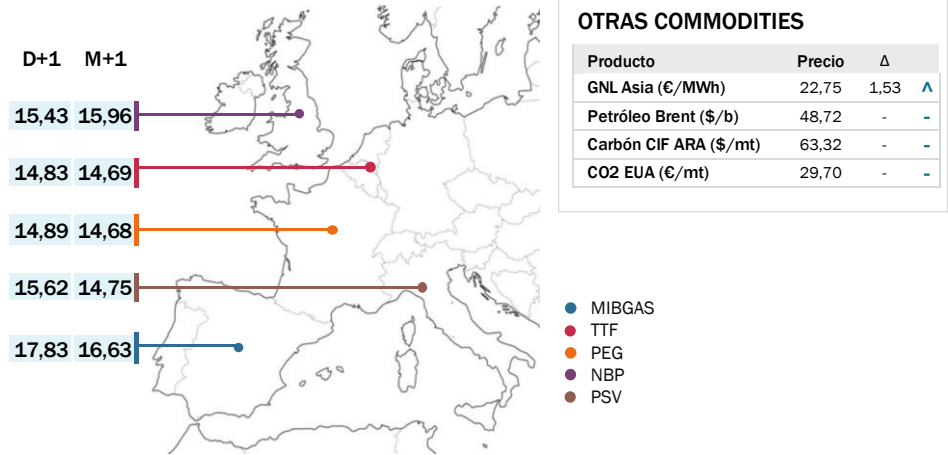 D+1 M+1
15,43 15,96
14,83 14,69
14,89 14,68
15,62 14,75
17,83 16,63
OTRAS COMMODITIES
Producto Precio Δ
GNL Asia (€/MWh) 22,75 1,53 ^
Petróleo Brent ($/b) 48,72 - -
Carbón CIF ARA ($/mt) 63,32 - -
CO2 EUA (€/mt) 29,70 - -
MIBGAS
TTF
PEG
NBP
PSV